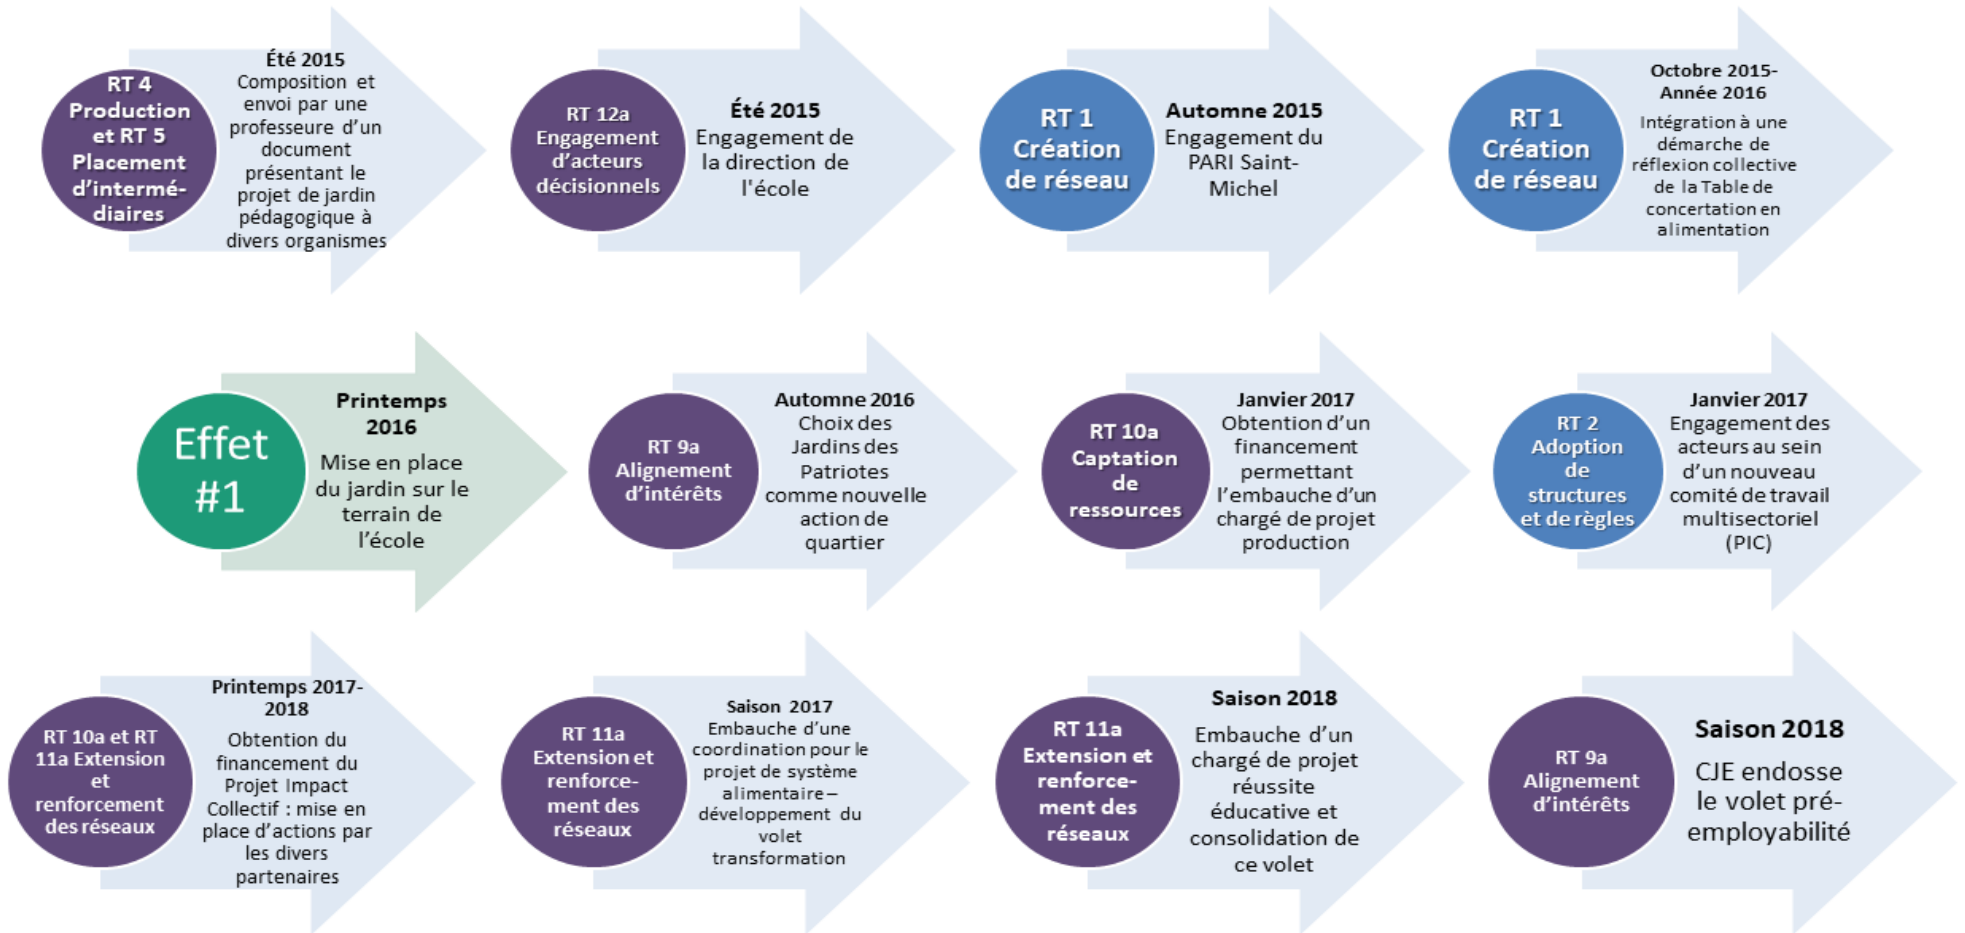 RT 4
Production
et RT 5
Placement
d'intermé-
diaires
Été 2015
Composition et
envoi par une
professeure d'un
document
présentant le
projet de jardin
pédagogique à
divers organismes
RT 12a
Engagement
d'acteurs
décisionnels
Été 2015
Engagement de
la direction de
l'école
RT 1
Création
de réseau
Automne 2015
Engagement du
PARI Saint-
Michel
RT 1
Création
de réseau
Octobre 2015-
Année 2016
Intégration à une
démarche de
réflexion collective
de la Table de
concertation en
alimentation
Effet
#1
Printemps
2016
Mise en place
du jardin sur le
terrain de
l'école
RT 9a
Alignement
d'intérêts
Automne 2016
Choix des
Jardins des
Patriotes
comme nouvelle
action de
quartier
RT 10a
Captation
de
ressources
Janvier 2017
Obtention d'un
financement
permettant
l'embauche d'un
chargé de projet
production
RT 2
Adoption
de
structures
et de règles
Janvier 2017
Engagement des
acteurs au sein
d'un nouveau
comité de travail
multisectoriel
(PIC)
RT 10a et RT
11a Extension
et
renforcement
des réseaux
Printemps 2017-
2018
Obtention du
financement du
Projet Impact
Collectif : mise en
place d'actions par
les divers
partenaires
RT 11a
Extension et
renforce-
ment des
réseaux
Saison 2017
Embauche d'une
coordination pour le
projet de système
alimentaire –
développement du
volet
transformation
RT 11a
Extension et
renforce-
ment des
réseaux
Saison 2018
Embauche d'un
chargé de projet
réussite
éducative et
consolidation de
ce volet
RT 9a
Alignement
d'intérêts
Saison 2018
CJE endosse
le volet pré-
employabilité